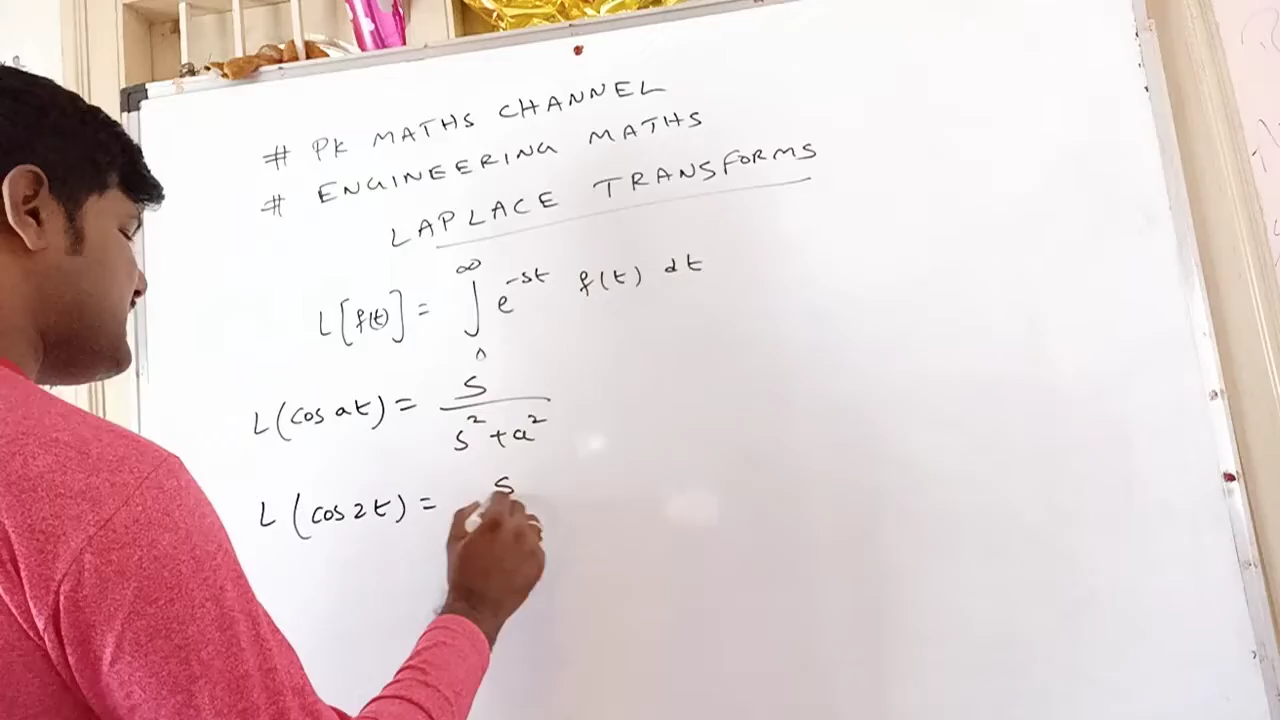 # PK MATHS CHANNEL
# ENGINEERING MATHS
LAPLACE TRANSFORMS
L[f(t)] = ∫₀^∞ e^(-st) f(t) dt
L(cos at) = s / (s² + a²)
L(cos 2t) = s